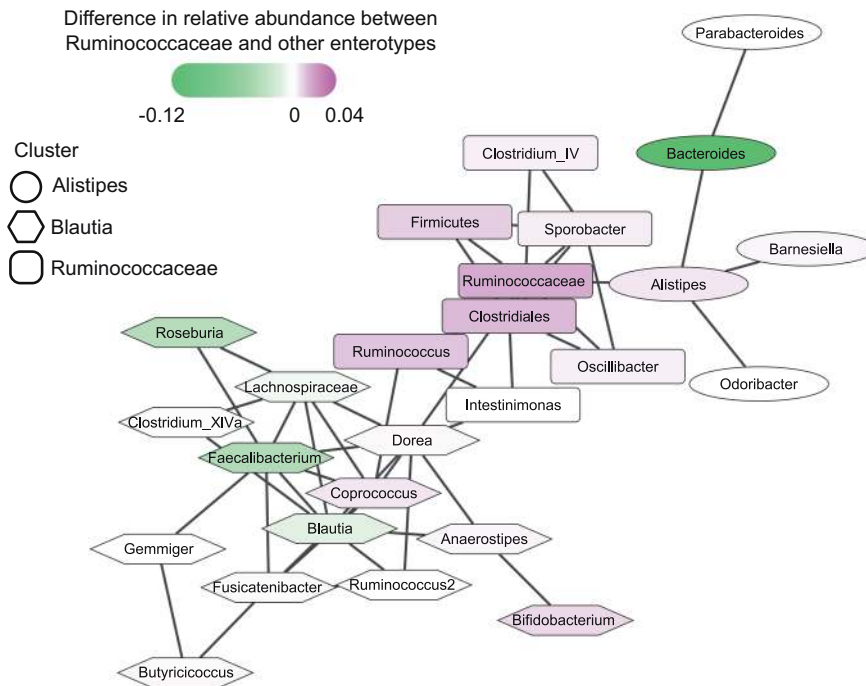 Difference in relative abundance between
Ruminococcaceae and other enterotypes
-0.12
0
0.04
Cluster
Alistipes
Blautia
Ruminococcaceae
Parabacteroides
Bacteroides
Clostridium_IV
Firmicutes
Sporobacter
Barnesiella
Ruminococcaceae
Alistipes
Clostridiales
Roseburia
Ruminococcus
Oscillibacter
Lachnospiraceae
Odoribacter
Intestinimonas
Clostridium_XIVa
Dorea
Faecalibacterium
Coprococcus
Blautia
Anaerostipes
Gemmiger
Fusicatenibacter
Ruminococcus2
Bifidobacterium
Butyricicoccus